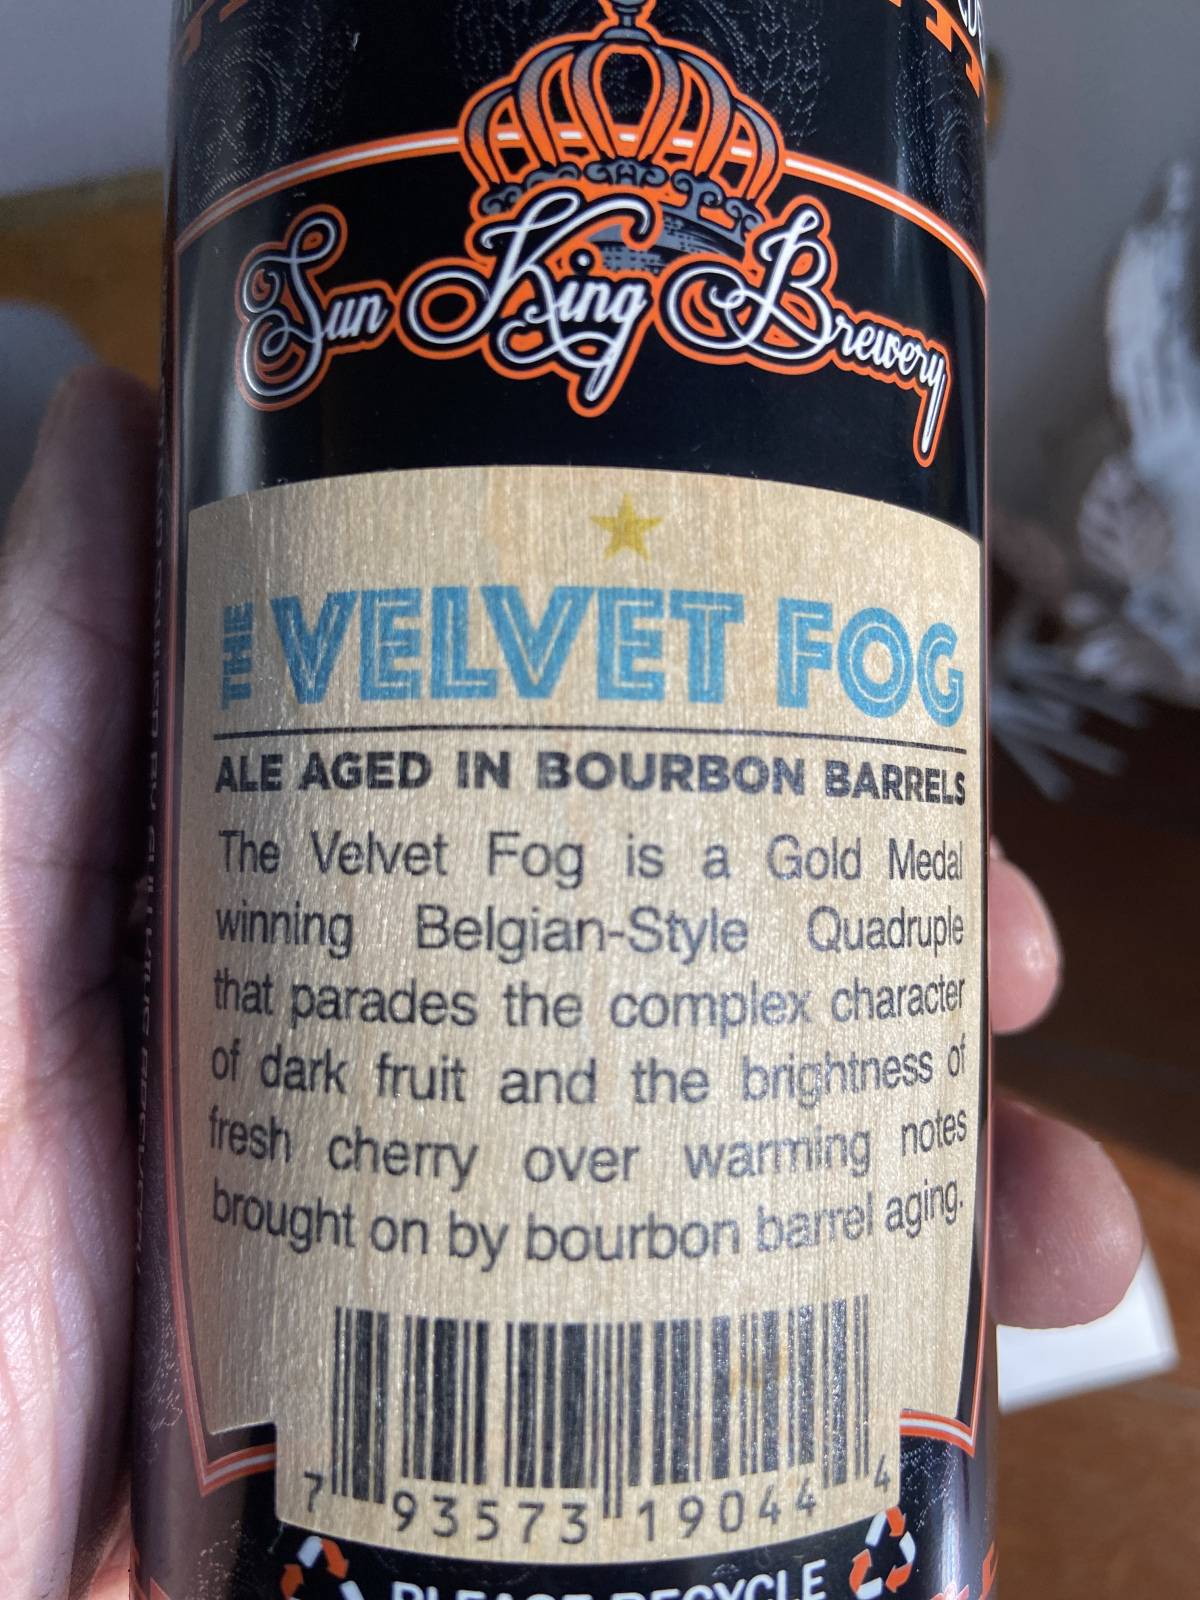 Sun King Brewery
THE VELVET FOG
ALE AGED IN BOURBON BARRELS
The Velvet Fog is a Gold Medal
winning Belgian-Style Quadruple
that parades the complex character
of dark fruit and the brightness of
fresh cherry over warming notes
brought on by bourbon barrel aging.
7 93573 19044 4
PLEASE RECYCLE